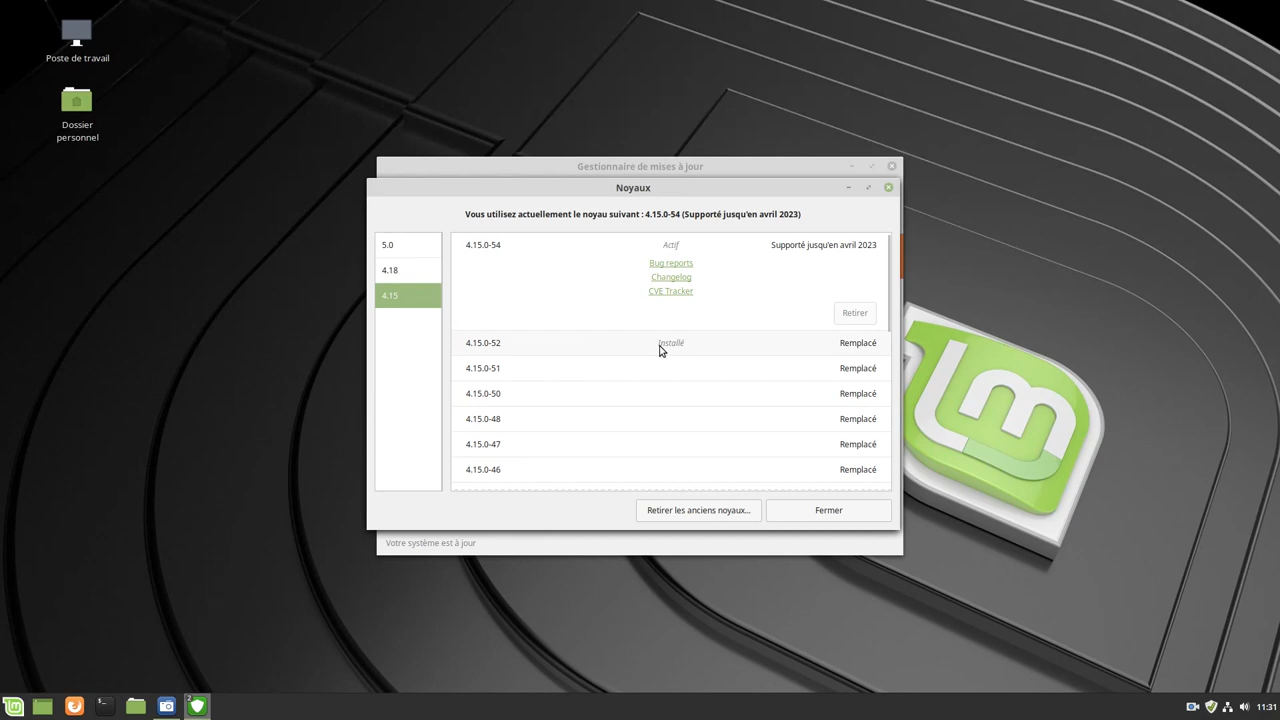 Poste de travail
Dossier
personnel
Gestionnaire de mises à jour
Noyaux
Vous utilisez actuellement le noyau suivant : 4.15.0-54 (Supporté jusqu'en avril 2023)
5.0
4.18
4.15
4.15.0-54 Actif Supporté jusqu'en avril 2023
Bug reports
Changelog
CVE Tracker
Retirer
4.15.0-52 Installé Remplacé
4.15.0-51 Remplacé
4.15.0-50 Remplacé
4.15.0-48 Remplacé
4.15.0-47 Remplacé
4.15.0-46 Remplacé
Retirer les anciens noyaux... Fermer
Votre système est à jour
2
11:31